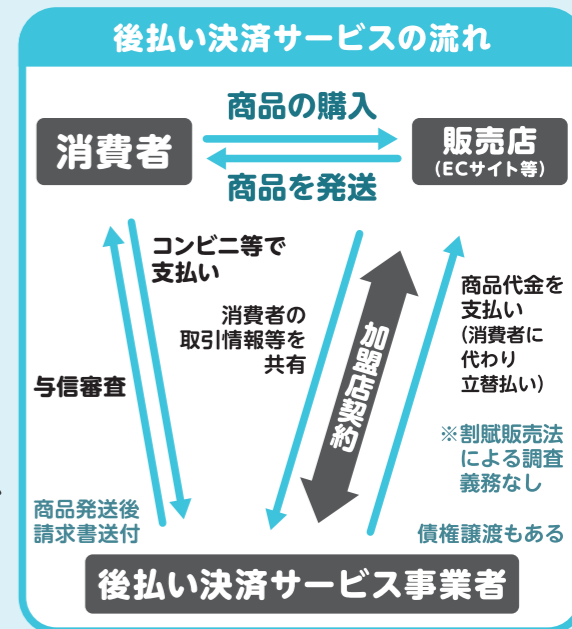 後払い決済サービスの流れ
商品の購入
消費者
販売店
(ECサイト等)
商品を発送
コンビニ等で
支払い
消費者の
取引情報等を
共有
加盟店契約
商品代金を
支払い
(消費者に
代わり
立替払い)
与信審査
※割賦販売法
による調査
義務なし
商品発送後
請求書送付
債権譲渡もある
後払い決済サービス事業者